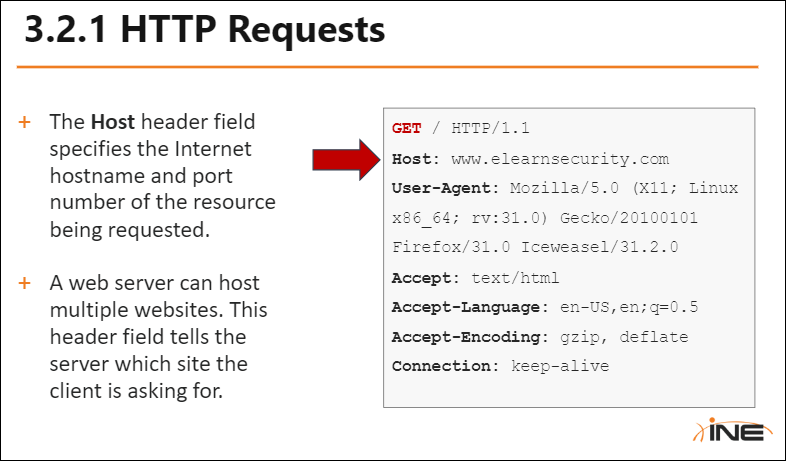 3.2.1 HTTP Requests
+ The Host header field
specifies the Internet
hostname and port
number of the resource
being requested.
+ A web server can host
multiple websites. This
header field tells the
server which site the
client is asking for.
GET / HTTP/1.1
Host: www.elearnsecurity.com
User-Agent: Mozilla/5.0 (X11; Linux
x86_64; rv:31.0) Gecko/20100101
Firefox/31.0 Iceweasel/31.2.0
Accept: text/html
Accept-Language: en-US,en;q=0.5
Accept-Encoding: gzip, deflate
Connection: keep-alive
INE